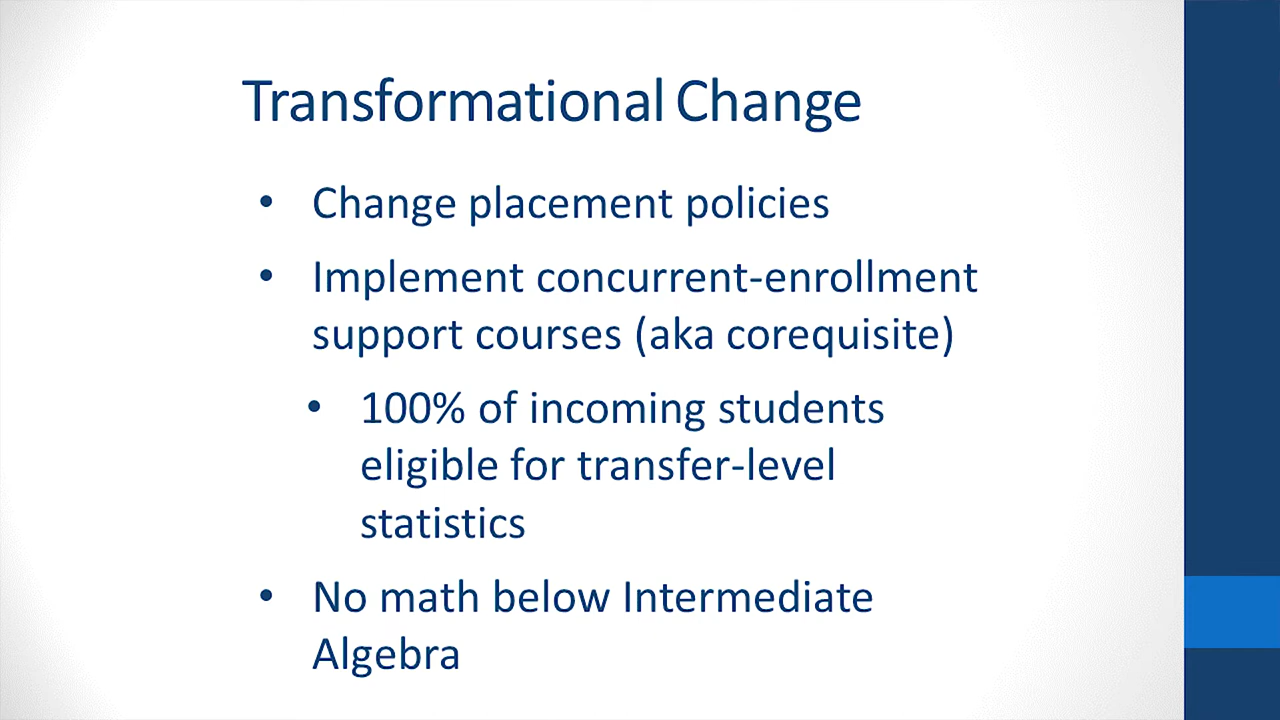 Transformational Change
• Change placement policies
• Implement concurrent-enrollment
support courses (aka corequisite)
• 100% of incoming students
eligible for transfer-level
statistics
• No math below Intermediate
Algebra